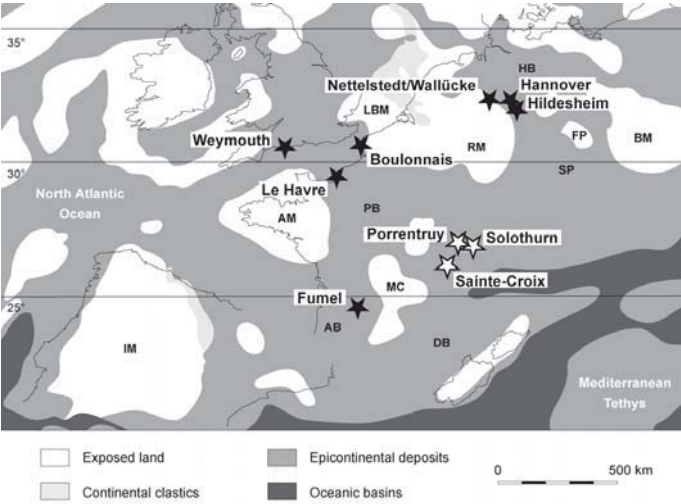 35°
HB
Nettelstedt/Wallücke
Hannover
Hildesheim
LBM
FP
BM
Weymouth
RM
Boulonnais
30°
SP
Le Havre
North Atlantic
Ocean
AM
PB
Porrentruy
Solothurn
Sainte-Croix
MC
25°
Fumel
AB
IM
DB
Mediterranean
Tethys
Exposed land
Epicontinental deposits
0
500 km
Continental clastics
Oceanic basins